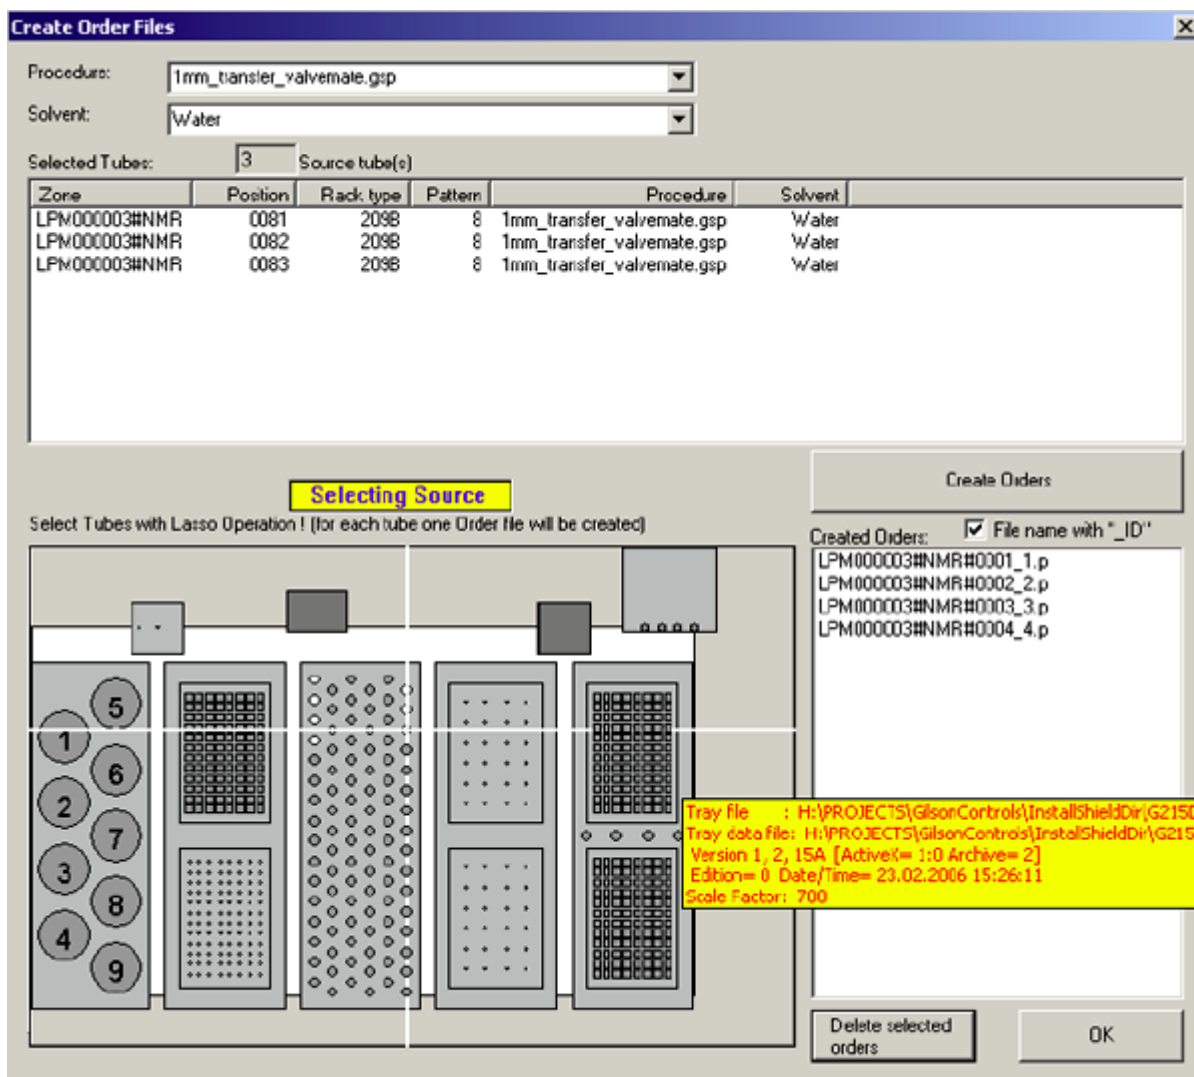 Create Order Files
Procedure: 1mm_transfer_valvemate.gsp
Solvent: Water
Selected Tubes: 3 Source tube(s)
Zone Position Rack type Pattern Procedure Solvent
LPM000003#NMR 0081 209B 8 1mm_transfer_valvemate.gsp Water
LPM000003#NMR 0082 209B 8 1mm_transfer_valvemate.gsp Water
LPM000003#NMR 0083 209B 8 1mm_transfer_valvemate.gsp Water
Create Orders
Selecting Source
Select Tubes with Lasso Operation ! (for each tube one Order file will be created)
Created Orders: File name with "_ID"
LPM000003#NMR#0001_1.p
LPM000003#NMR#0002_2.p
LPM000003#NMR#0003_3.p
LPM000003#NMR#0004_4.p
5
1
6
2
7
3
8
4
9
Tray file : H:\PROJECTS\GilsonControls\InstallShieldDir\G215D
Tray data file: H:\PROJECTS\GilsonControls\InstallShieldDir\G215
Version 1, 2, 15A [ActiveX= 1:0 Archive= 2]
Edition= 0 Date/Time= 23.02.2006 15:26:11
Scale Factor: 700
Delete selected
orders
OK